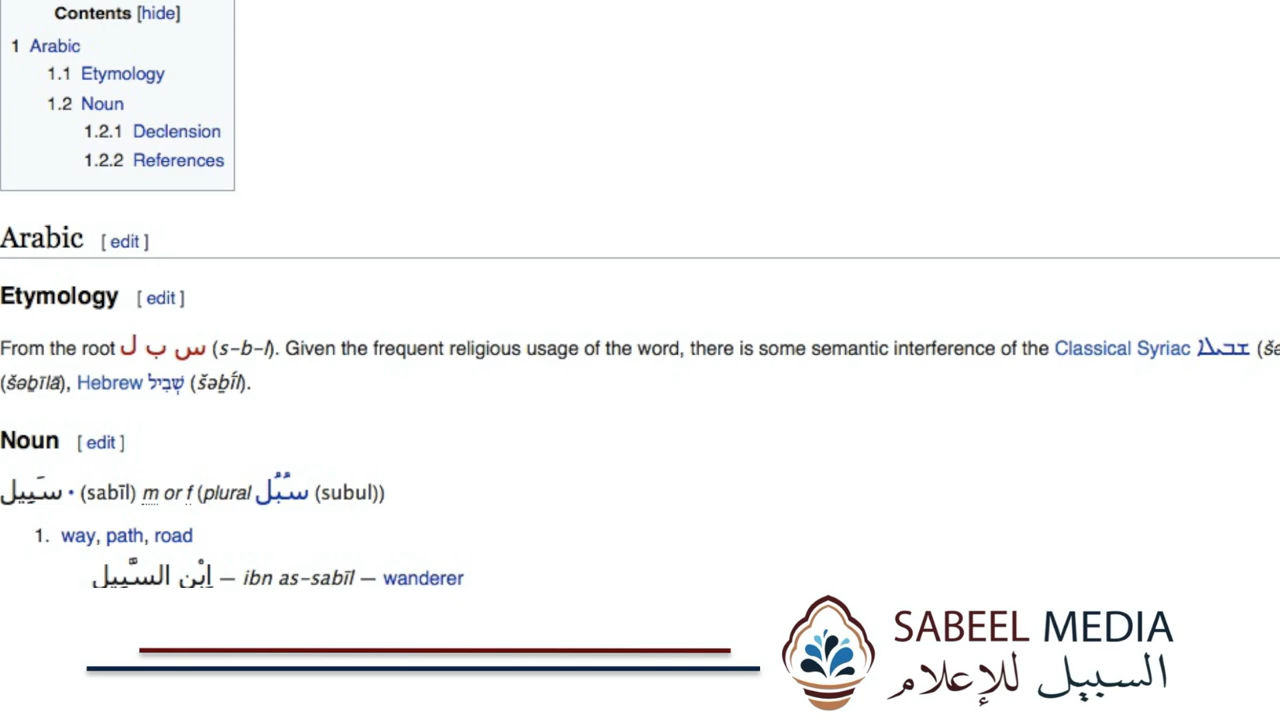 Contents [hide]
1 Arabic
1.1 Etymology
1.2 Noun
1.2.1 Declension
1.2.2 References
Arabic [ edit ]
Etymology [ edit ]
From the root س ب ل (s-b-l). Given the frequent religious usage of the word, there is some semantic interference of the Classical Syriac ܫܒܝܠܐ
(šəḇīlā), Hebrew שְׁבִיל (šəḇíl).
Noun [ edit ]
سَبِيل • (sabīl) m or f (plural سُبُل (subul))
1. way, path, road
اِبْن السَّبِيل — ibn as-sabīl — wanderer
SABEEL MEDIA
السبيل للإعلام